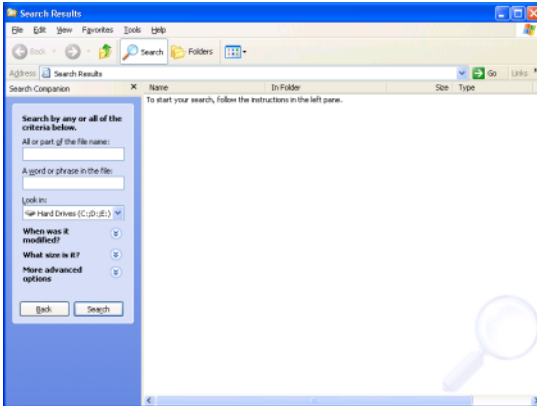 Search Results
File Edit View Favorites Tools Help
Back Search Folders
Address Search Results Go Links
Search Companion Name In Folder Size Type
To start your search, follow the instructions in the left pane.
Search by any or all of the
criteria below.
All or part of the file name:
A word or phrase in the file:
Look in:
Hard Drives (C:;D:;E:)
When was it
modified?
What size is it?
More advanced
options
Back Search